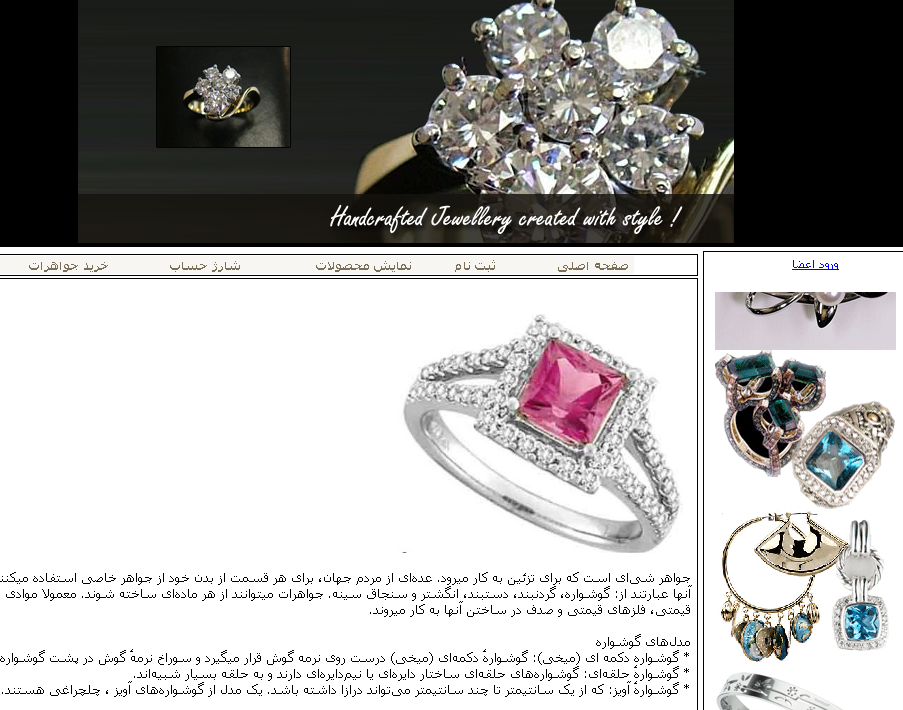 Handcrafted Jewellery created with style !
ورود اعضا
صفحه اصلی ثبت نام نمایش محصولات شارژ حساب خرید جواهرات
جواهر شی‌ای است که برای تزئین به کار میرود. عده‌ای از مردم جهان، برای هر قسمت از بدن خود از جواهر خاصی استفاده میکنند
آنها عبارتند از: گوشواره، گردنبند، دستبند، انگشتر و سنجاق سینه. جواهرات میتوانند از هر ماده‌ای ساخته شوند. معمولا موادی
قیمتی، فلزهای قیمتی و صدف در ساختن آنها به کار میروند.
مدل‌های گوشواره
* گوشواره دکمه ای (میخی): گوشوارهٔ دکمه‌ای (میخی) درست روی نرمه گوش قرار میگیرد و سوراخ نرمهٔ گوش در پشت گوشواره
* گوشوارهٔ حلقه‌ای: گوشواره‌های حلقه‌ای ساختار دایره‌ای یا نیم‌دایره‌ای دارند و به حلقه بسیار شبیه‌اند.
* گوشوارهٔ آویز: که از یک سانتیمتر تا چند سانتیمتر می‌تواند درازا داشته باشد. یک مدل از گوشواره‌های آویز ، چلچراغی هستند.